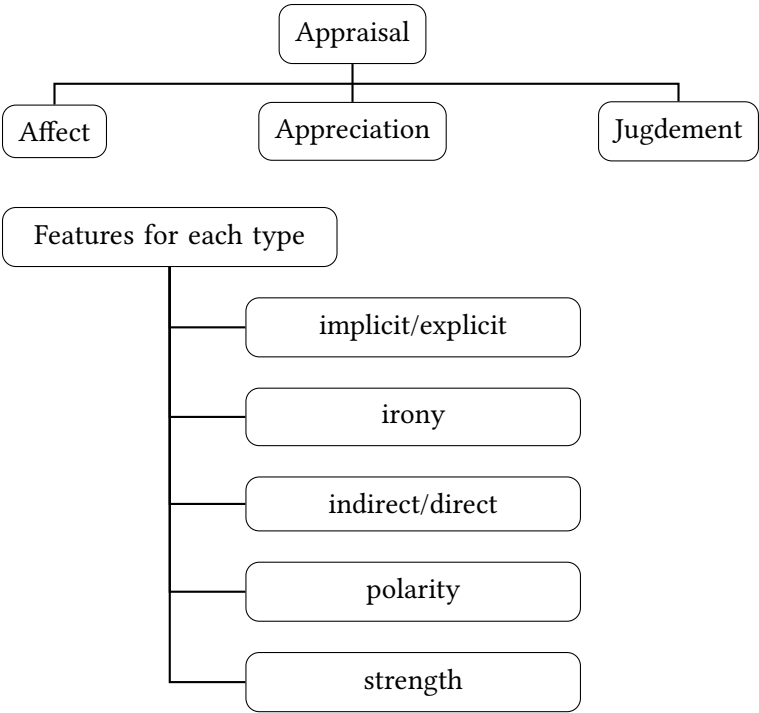 Appraisal
Affect
Appreciation
Jugdement
Features for each type
implicit/explicit
irony
indirect/direct
polarity
strength